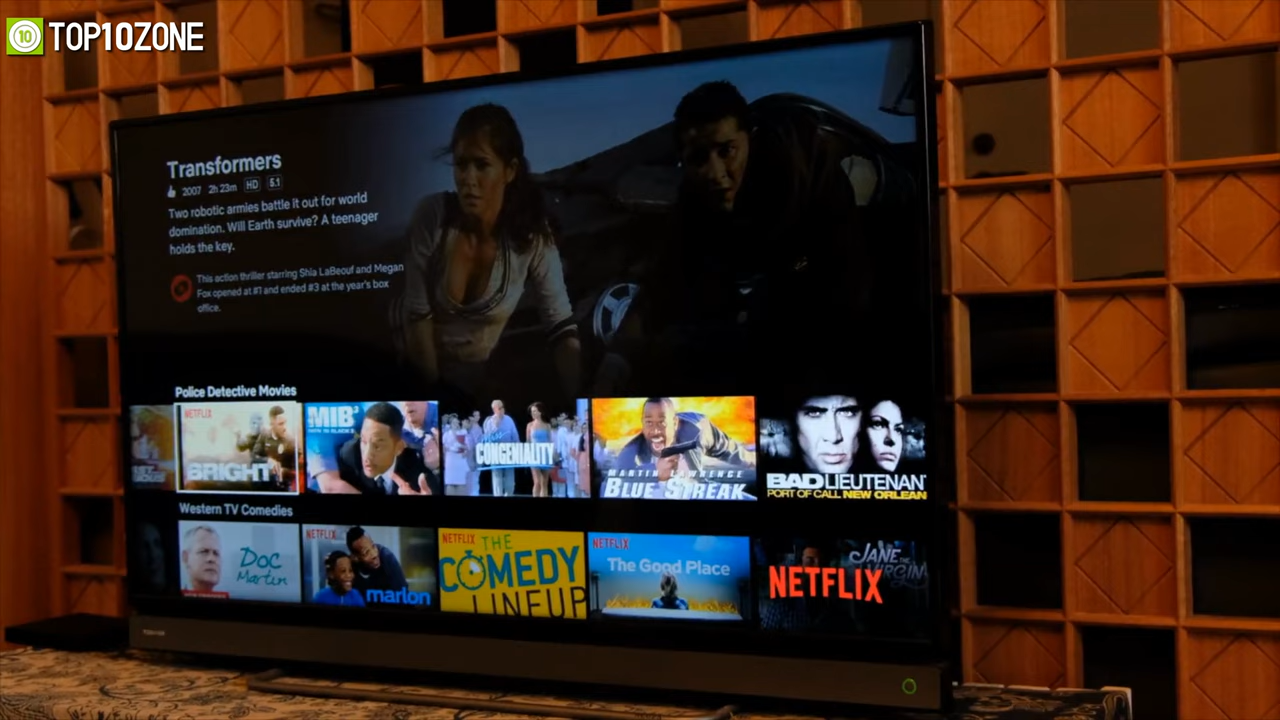 TOP10ZONE
Transformers
2007 2h 23m HD 5.1
Two robotic armies battle it out for world
domination. Will Earth survive? A teenager
holds the key.
This action thriller starring Shia LaBeouf and Megan
Fox opened at #1 and ended #3 at the year's box
office.
Police Detective Movies
NETFLIX
BRIGHT
MIB³
CONGENIALITY
MARTIN LAWRENCE
BLUE STREAK
BAD LIEUTENAN
PORT OF CALL NEW ORLEAN
Western TV Comedies
Doc
Martin
NETFLIX
marlon
NETFLIX
THE
COMEDY
LINEUP
NETFLIX
The Good Place
JANE THE
VIRGIN
NETFLIX
TOSHIBA